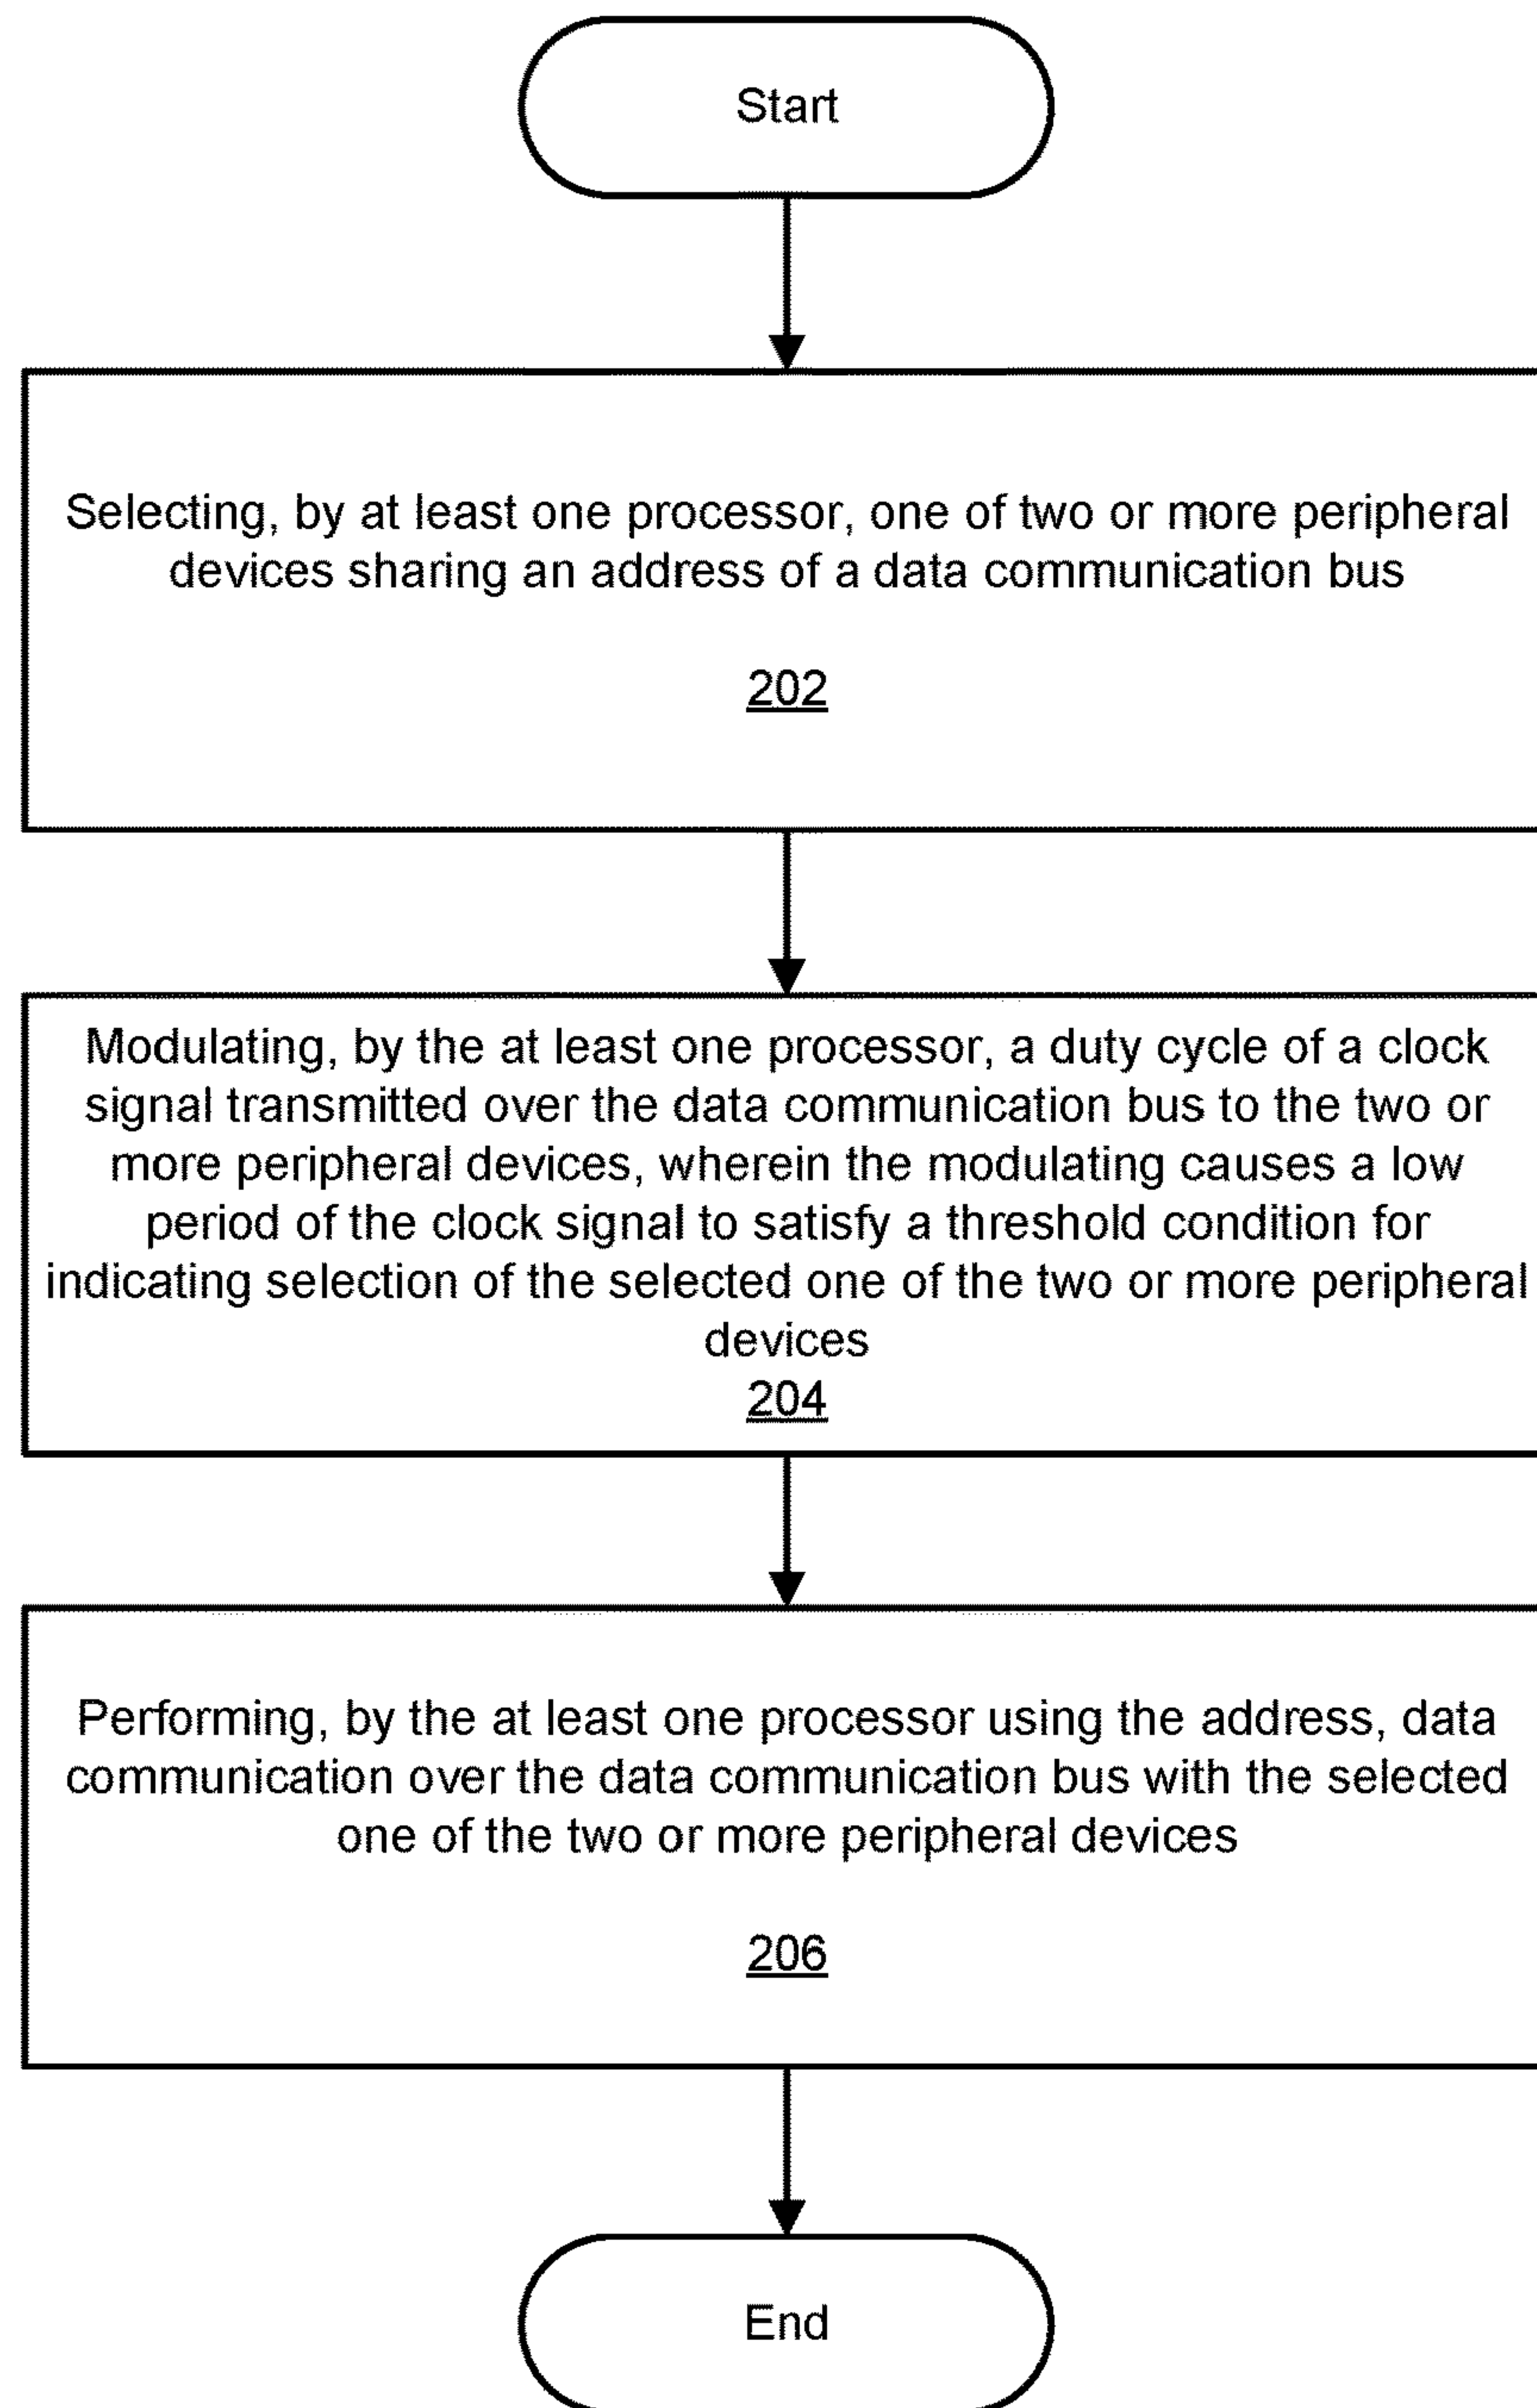 Start
Selecting, by at least one processor, one of two or more peripheral
devices sharing an address of a data communication bus
202
Modulating, by the at least one processor, a duty cycle of a clock
signal transmitted over the data communication bus to the two or
more peripheral devices, wherein the modulating causes a low
period of the clock signal to satisfy a threshold condition for
indicating selection of the selected one of the two or more peripheral
devices
204
Performing, by the at least one processor using the address, data
communication over the data communication bus with the selected
one of the two or more peripheral devices
206
End